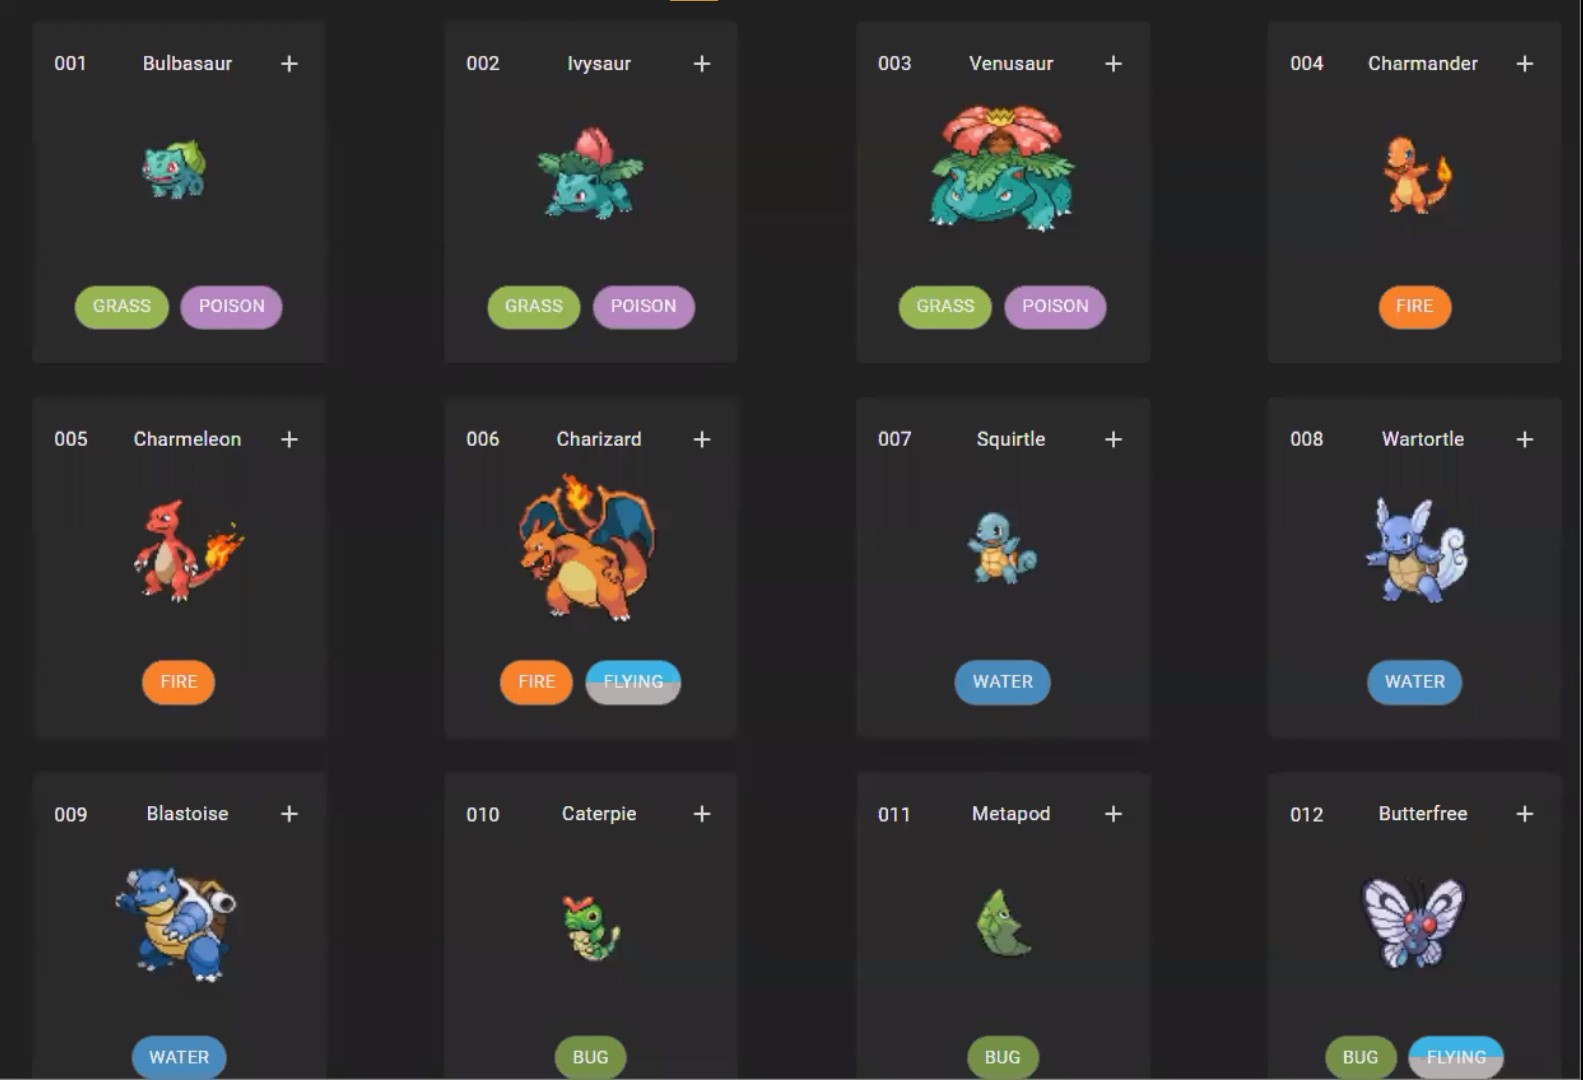 001 Bulbasaur + 002 Ivysaur + 003 Venusaur + 004 Charmander +
GRASS POISON GRASS POISON GRASS POISON FIRE
005 Charmeleon + 006 Charizard + 007 Squirtle + 008 Wartortle +
FIRE FIRE FLYING WATER WATER
009 Blastoise + 010 Caterpie + 011 Metapod + 012 Butterfree +
WATER BUG BUG BUG FLYING